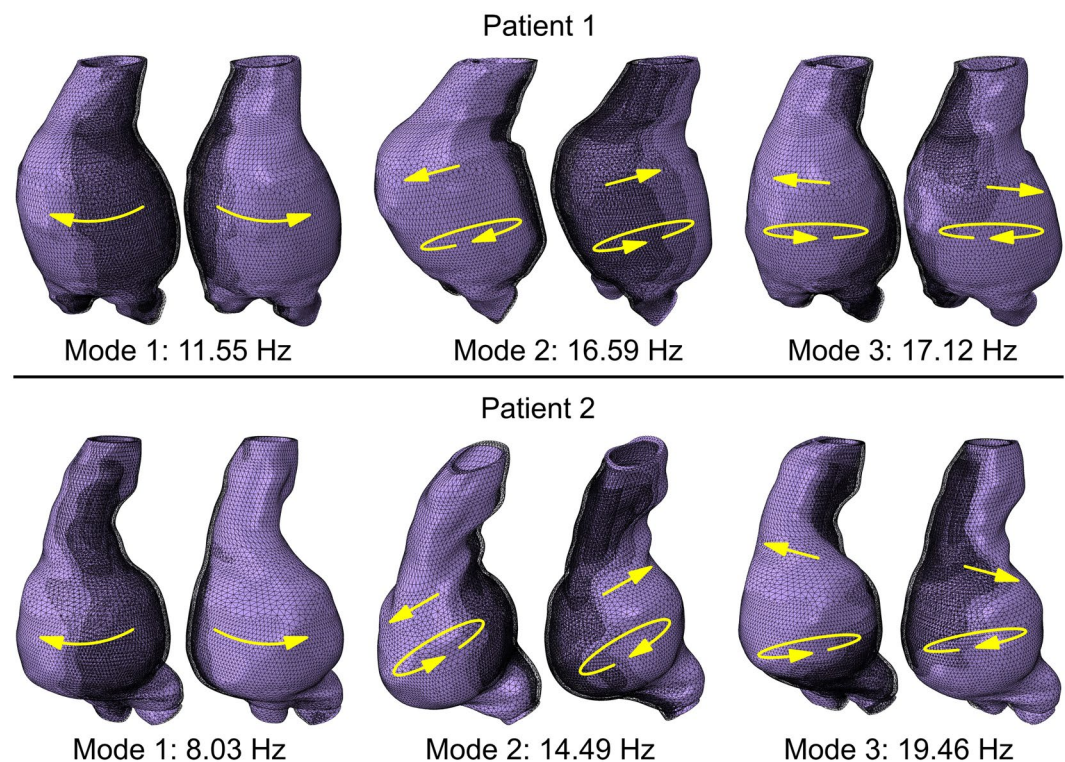 Patient 1
Mode 1: 11.55 Hz
Mode 2: 16.59 Hz
Mode 3: 17.12 Hz
Patient 2
Mode 1: 8.03 Hz
Mode 2: 14.49 Hz
Mode 3: 19.46 Hz